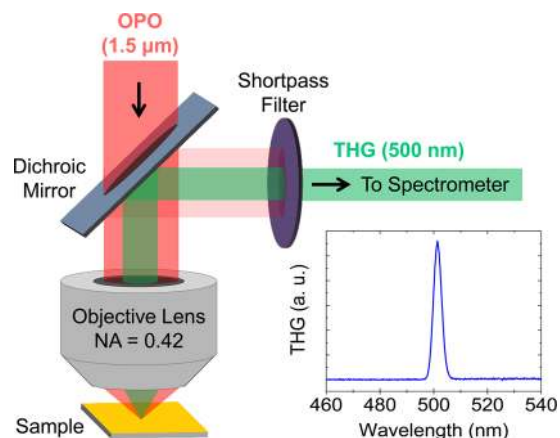 OPO
(1.5 µm)
Shortpass
Filter
Dichroic
Mirror
THG (500 nm)
To Spectrometer
Objective Lens
NA = 0.42
Sample
THG (a. u.)
460 480 500 520 540
Wavelength (nm)